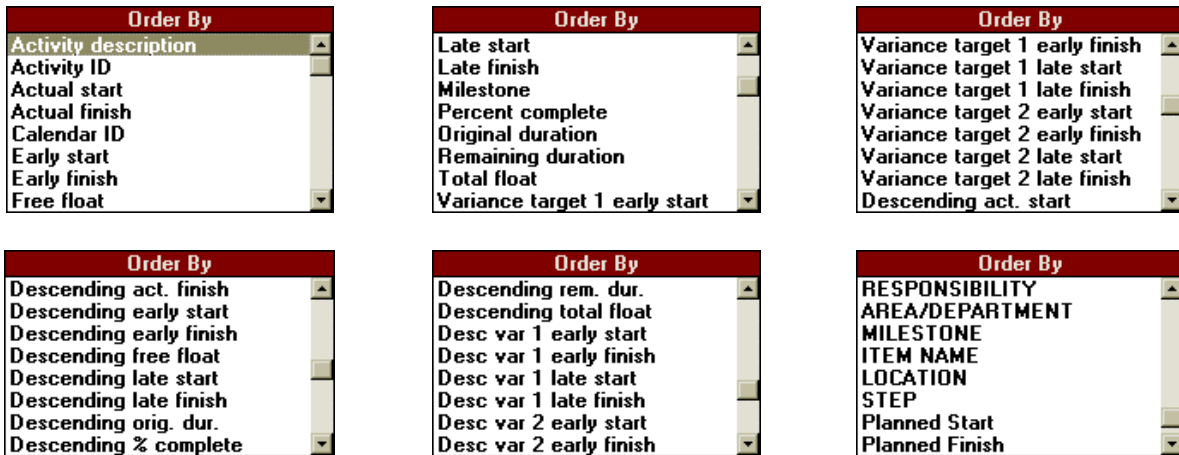 Order By
Activity description
Activity ID
Actual start
Actual finish
Calendar ID
Early start
Early finish
Free float
Order By
Late start
Late finish
Milestone
Percent complete
Original duration
Remaining duration
Total float
Variance target 1 early start
Order By
Variance target 1 early finish
Variance target 1 late start
Variance target 1 late finish
Variance target 2 early start
Variance target 2 early finish
Variance target 2 late start
Variance target 2 late finish
Descending act. start
Order By
Descending act. finish
Descending early start
Descending early finish
Descending free float
Descending late start
Descending late finish
Descending orig. dur.
Descending % complete
Order By
Descending rem. dur.
Descending total float
Desc var 1 early start
Desc var 1 early finish
Desc var 1 late start
Desc var 1 late finish
Desc var 2 early start
Desc var 2 early finish
Order By
RESPONSIBILITY
AREA/DEPARTMENT
MILESTONE
ITEM NAME
LOCATION
STEP
Planned Start
Planned Finish